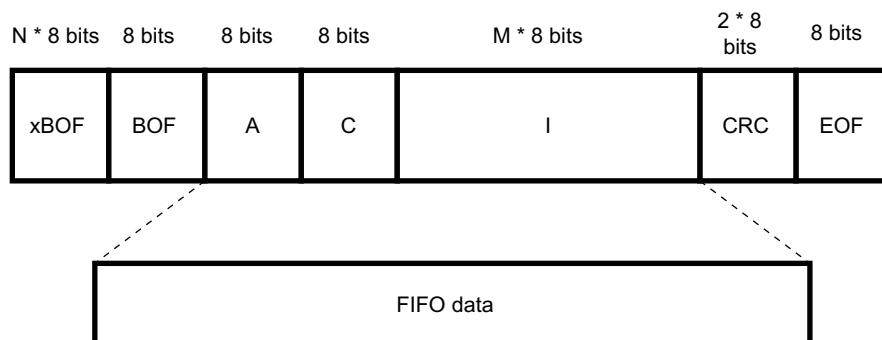 N * 8 bits 8 bits 8 bits 8 bits M * 8 bits 2 * 8
bits 8 bits
xBOF BOF A C I CRC EOF
FIFO data